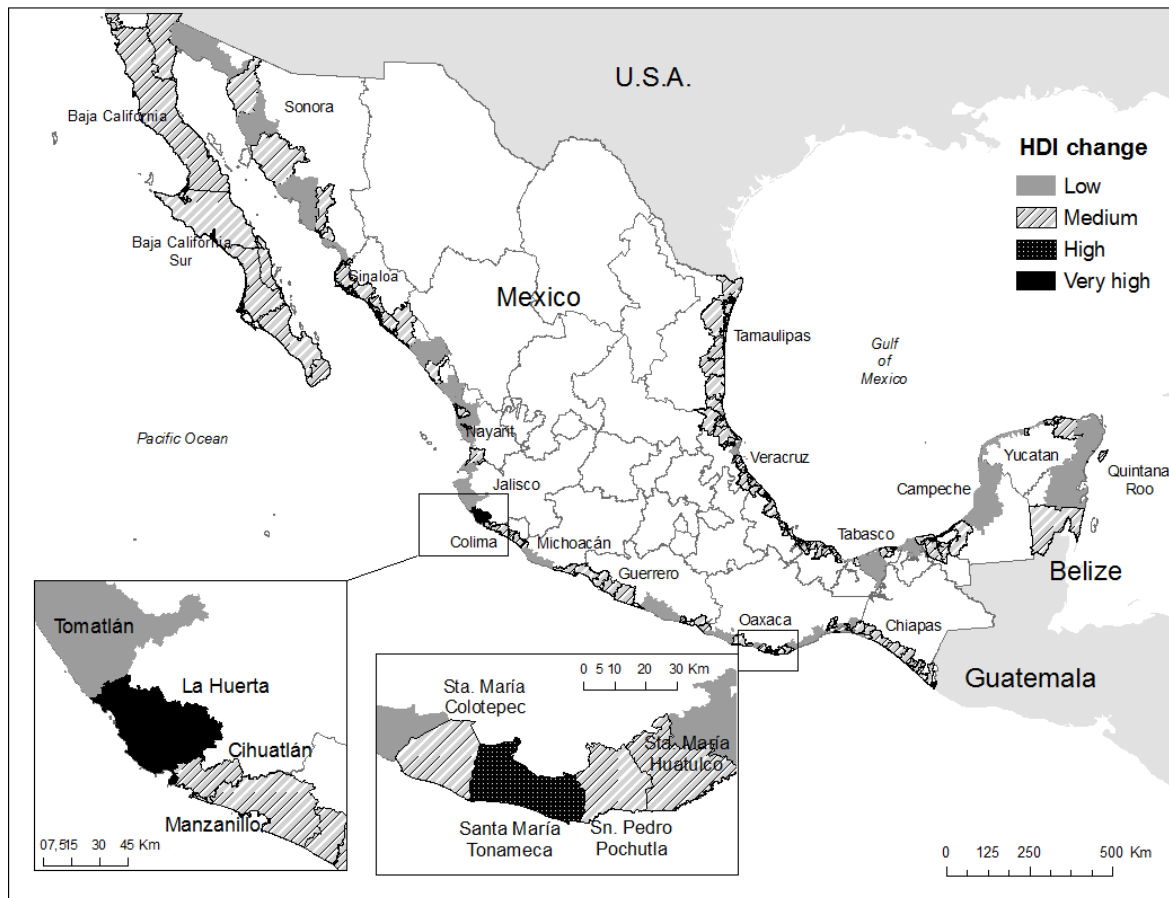 U.S.A.
HDI change
Low
Medium
High
Very high
Sonora
Baja California
Baja California
Sur
Sinaloa
Mexico
Tamaulipas
Gulf
of
Mexico
Pacific Ocean
Nayarit
Veracruz
Yucatan
Quintana
Roo
Jalisco
Campeche
Colima
Michoacán
Tabasco
Guerrero
Belize
Oaxaca
Chiapas
Guatemala
Tomatlán
La Huerta
Cihuatlán
Manzanillo
07,515 30 45 Km
0 5 10 20 30 Km
Sta. María
Colotepec
Sta. María
Huatulco
Santa María
Tonameca
Sn. Pedro
Pochutla
0 125 250 500 Km